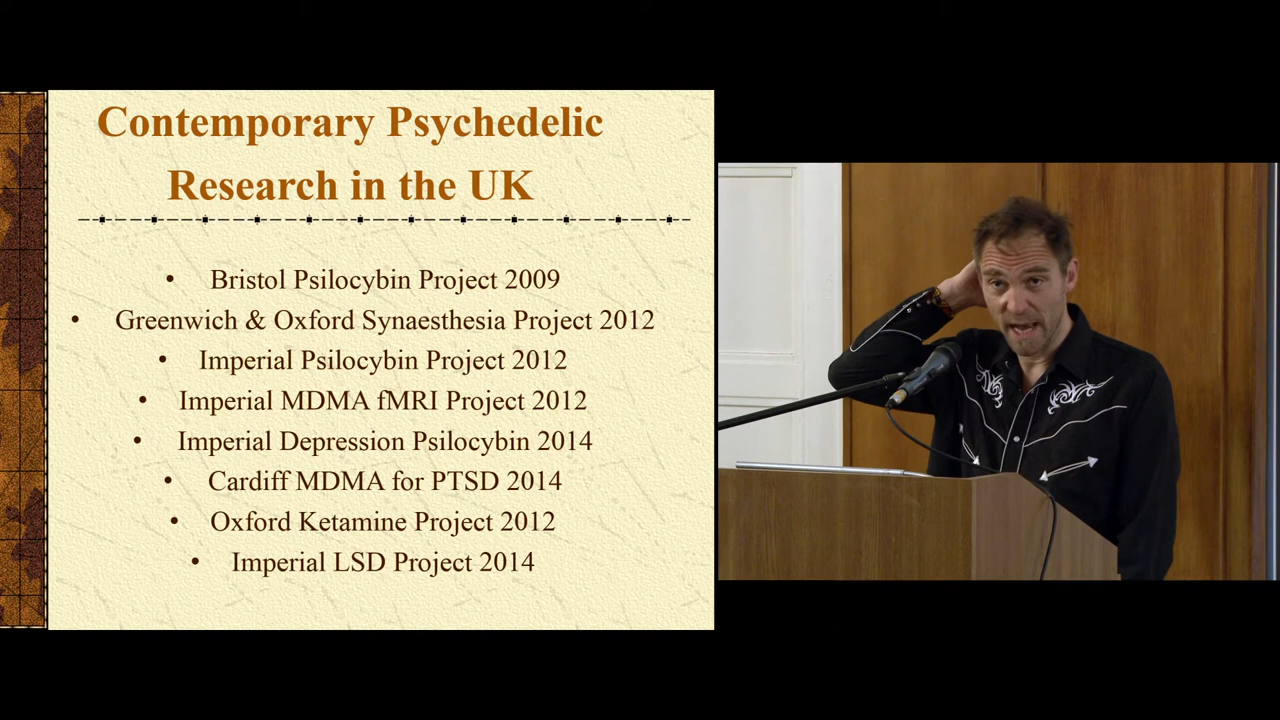 Contemporary Psychedelic
Research in the UK
• Bristol Psilocybin Project 2009
• Greenwich & Oxford Synaesthesia Project 2012
• Imperial Psilocybin Project 2012
• Imperial MDMA fMRI Project 2012
• Imperial Depression Psilocybin 2014
• Cardiff MDMA for PTSD 2014
• Oxford Ketamine Project 2012
• Imperial LSD Project 2014